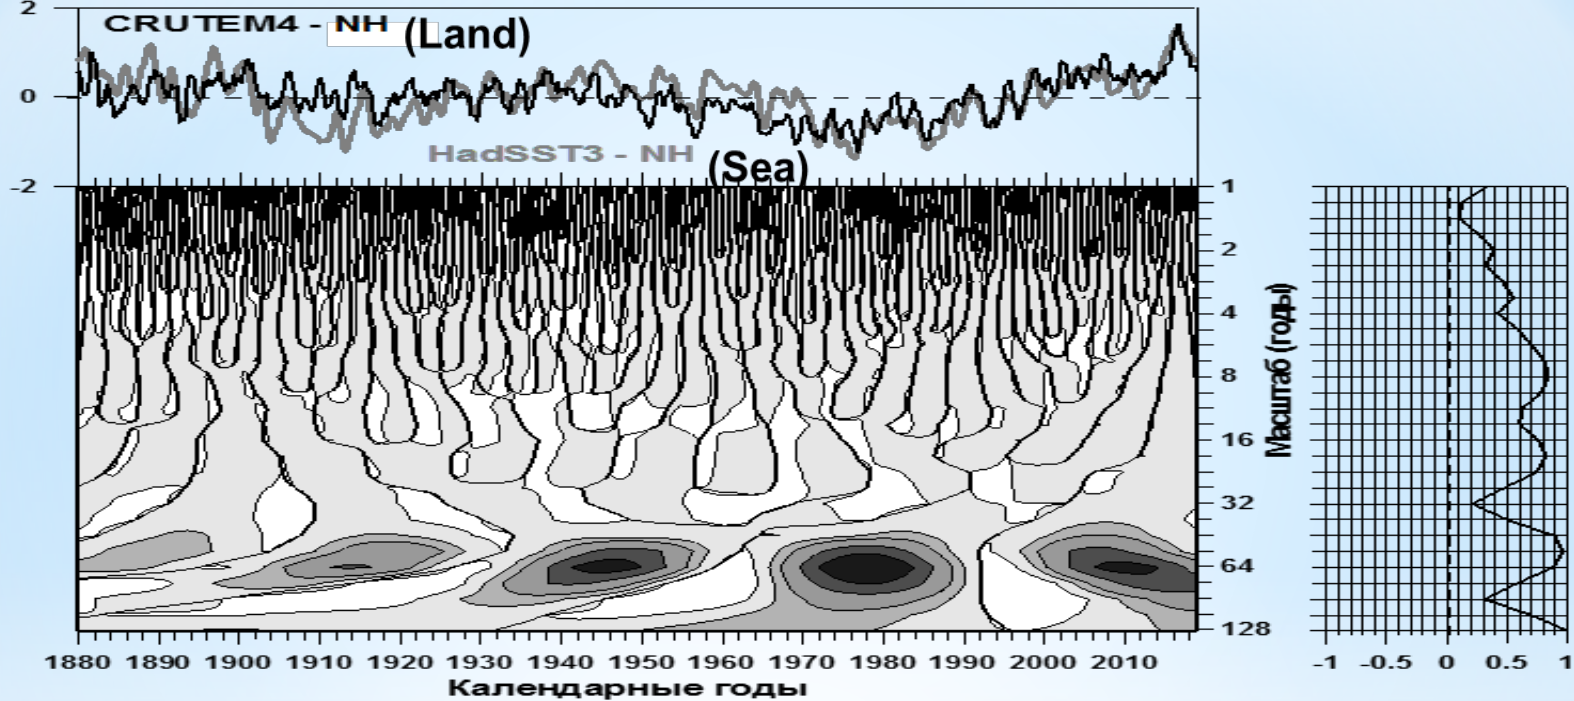 2
CRUTEM4 - NH (Land)
0
HadSST3 - NH (Sea)
-2
1
2
4
8
16
32
64
128
Масштаб (годы)
1880 1890 1900 1910 1920 1930 1940 1950 1960 1970 1980 1990 2000 2010
Календарные годы
-1 -0.5 0 0.5 1